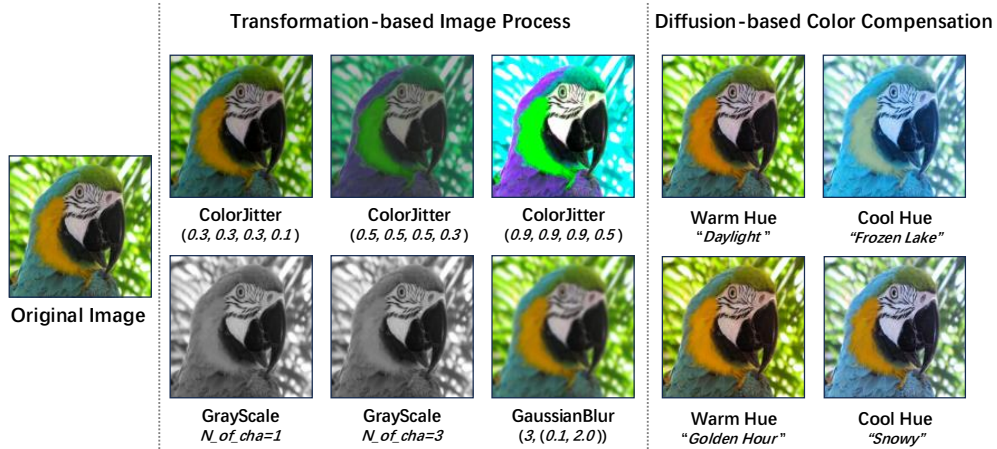 Transformation-based Image Process
Diffusion-based Color Compensation
ColorJitter
(0.3, 0.3, 0.3, 0.1 )
ColorJitter
(0.5, 0.5, 0.5, 0.3 )
ColorJitter
(0.9, 0.9, 0.9, 0.5 )
Warm Hue
"Daylight "
Cool Hue
"Frozen Lake"
Original Image
GrayScale
N_of_cha=1
GrayScale
N_of_cha=3
GaussianBlur
(3, (0.1, 2.0 ))
Warm Hue
"Golden Hour "
Cool Hue
"Snowy"